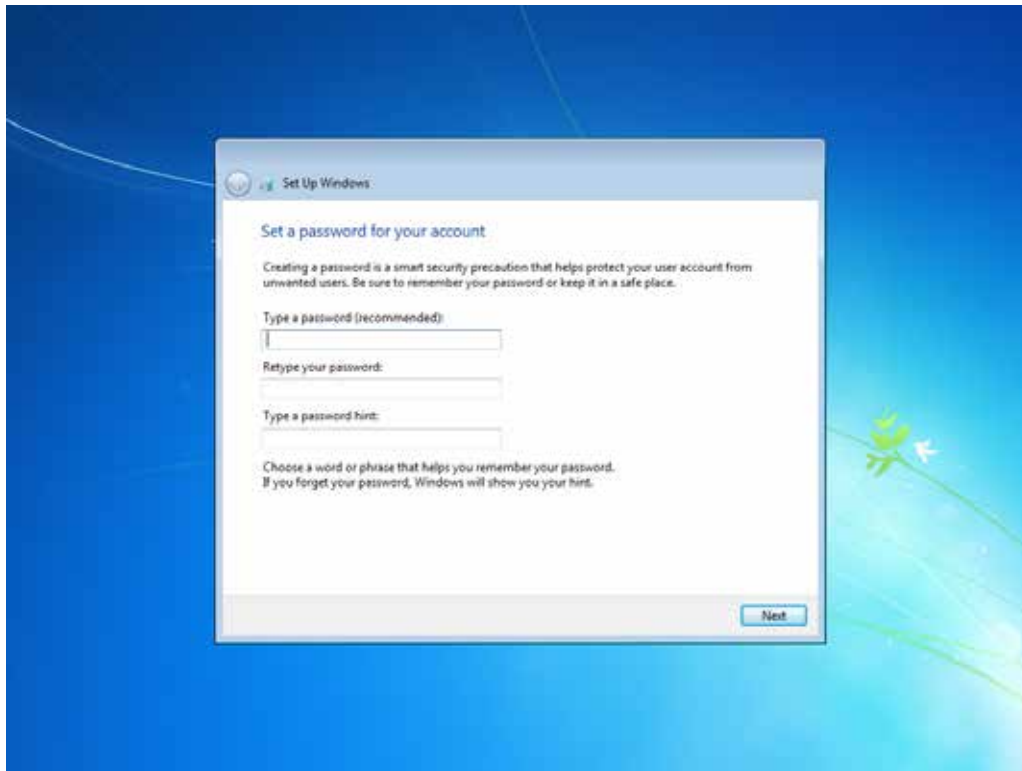 Set Up Windows
Set a password for your account
Creating a password is a smart security precaution that helps protect your user account from
unwanted users. Be sure to remember your password or keep it in a safe place.
Type a password (recommended):
Retype your password:
Type a password hint:
Choose a word or phrase that helps you remember your password.
If you forget your password, Windows will show you your hint.
Next